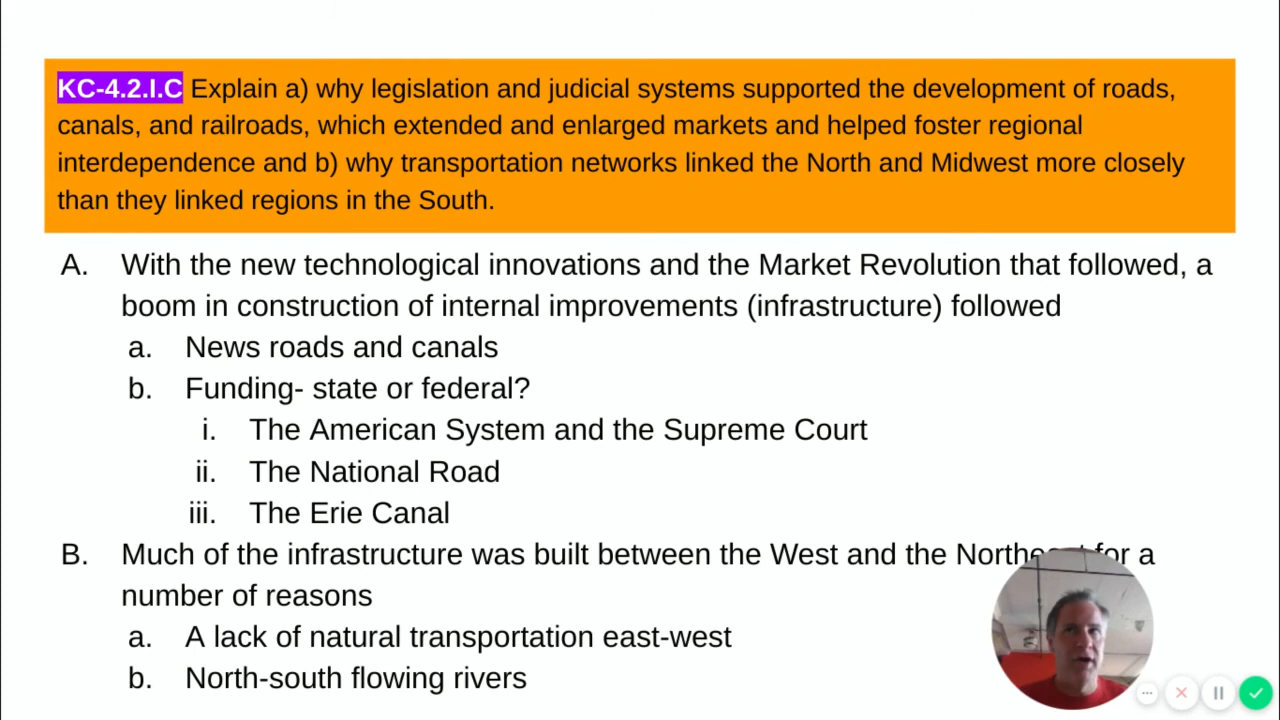 KC-4.2.I.C Explain a) why legislation and judicial systems supported the development of roads,
canals, and railroads, which extended and enlarged markets and helped foster regional
interdependence and b) why transportation networks linked the North and Midwest more closely
than they linked regions in the South.
A. With the new technological innovations and the Market Revolution that followed, a
boom in construction of internal improvements (infrastructure) followed
a. News roads and canals
b. Funding- state or federal?
i. The American System and the Supreme Court
ii. The National Road
iii. The Erie Canal
B. Much of the infrastructure was built between the West and the Northeast for a
number of reasons
a. A lack of natural transportation east-west
b. North-south flowing rivers